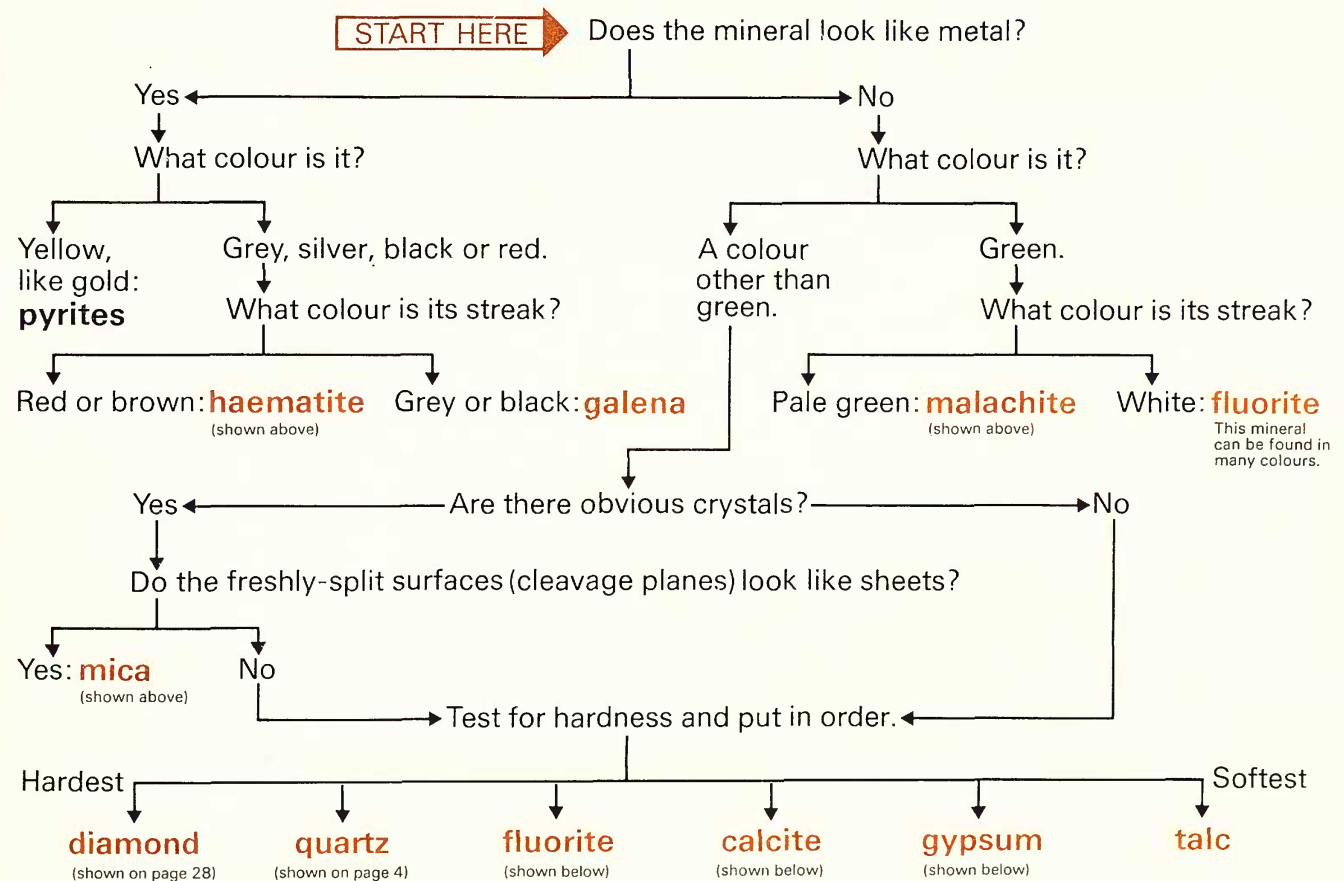 START HERE
Does the mineral look like metal?
Yes
No
What colour is it?
What colour is it?
Yellow,
like gold:
pyrites
Grey, silver, black or red.
A colour
other than
green.
Green.
What colour is its streak?
What colour is its streak?
Red or brown: haematite
(shown above)
Grey or black: galena
Pale green: malachite
(shown above)
White: fluorite
This mineral
can be found in
many colours.
Yes
Are there obvious crystals?
No
Do the freshly-split surfaces (cleavage planes) look like sheets?
Yes: mica
(shown above)
No
Test for hardness and put in order.
Hardest
Softest
diamond
(shown on page 28)
quartz
(shown on page 4)
fluorite
(shown below)
calcite
(shown below)
gypsum
(shown below)
talc